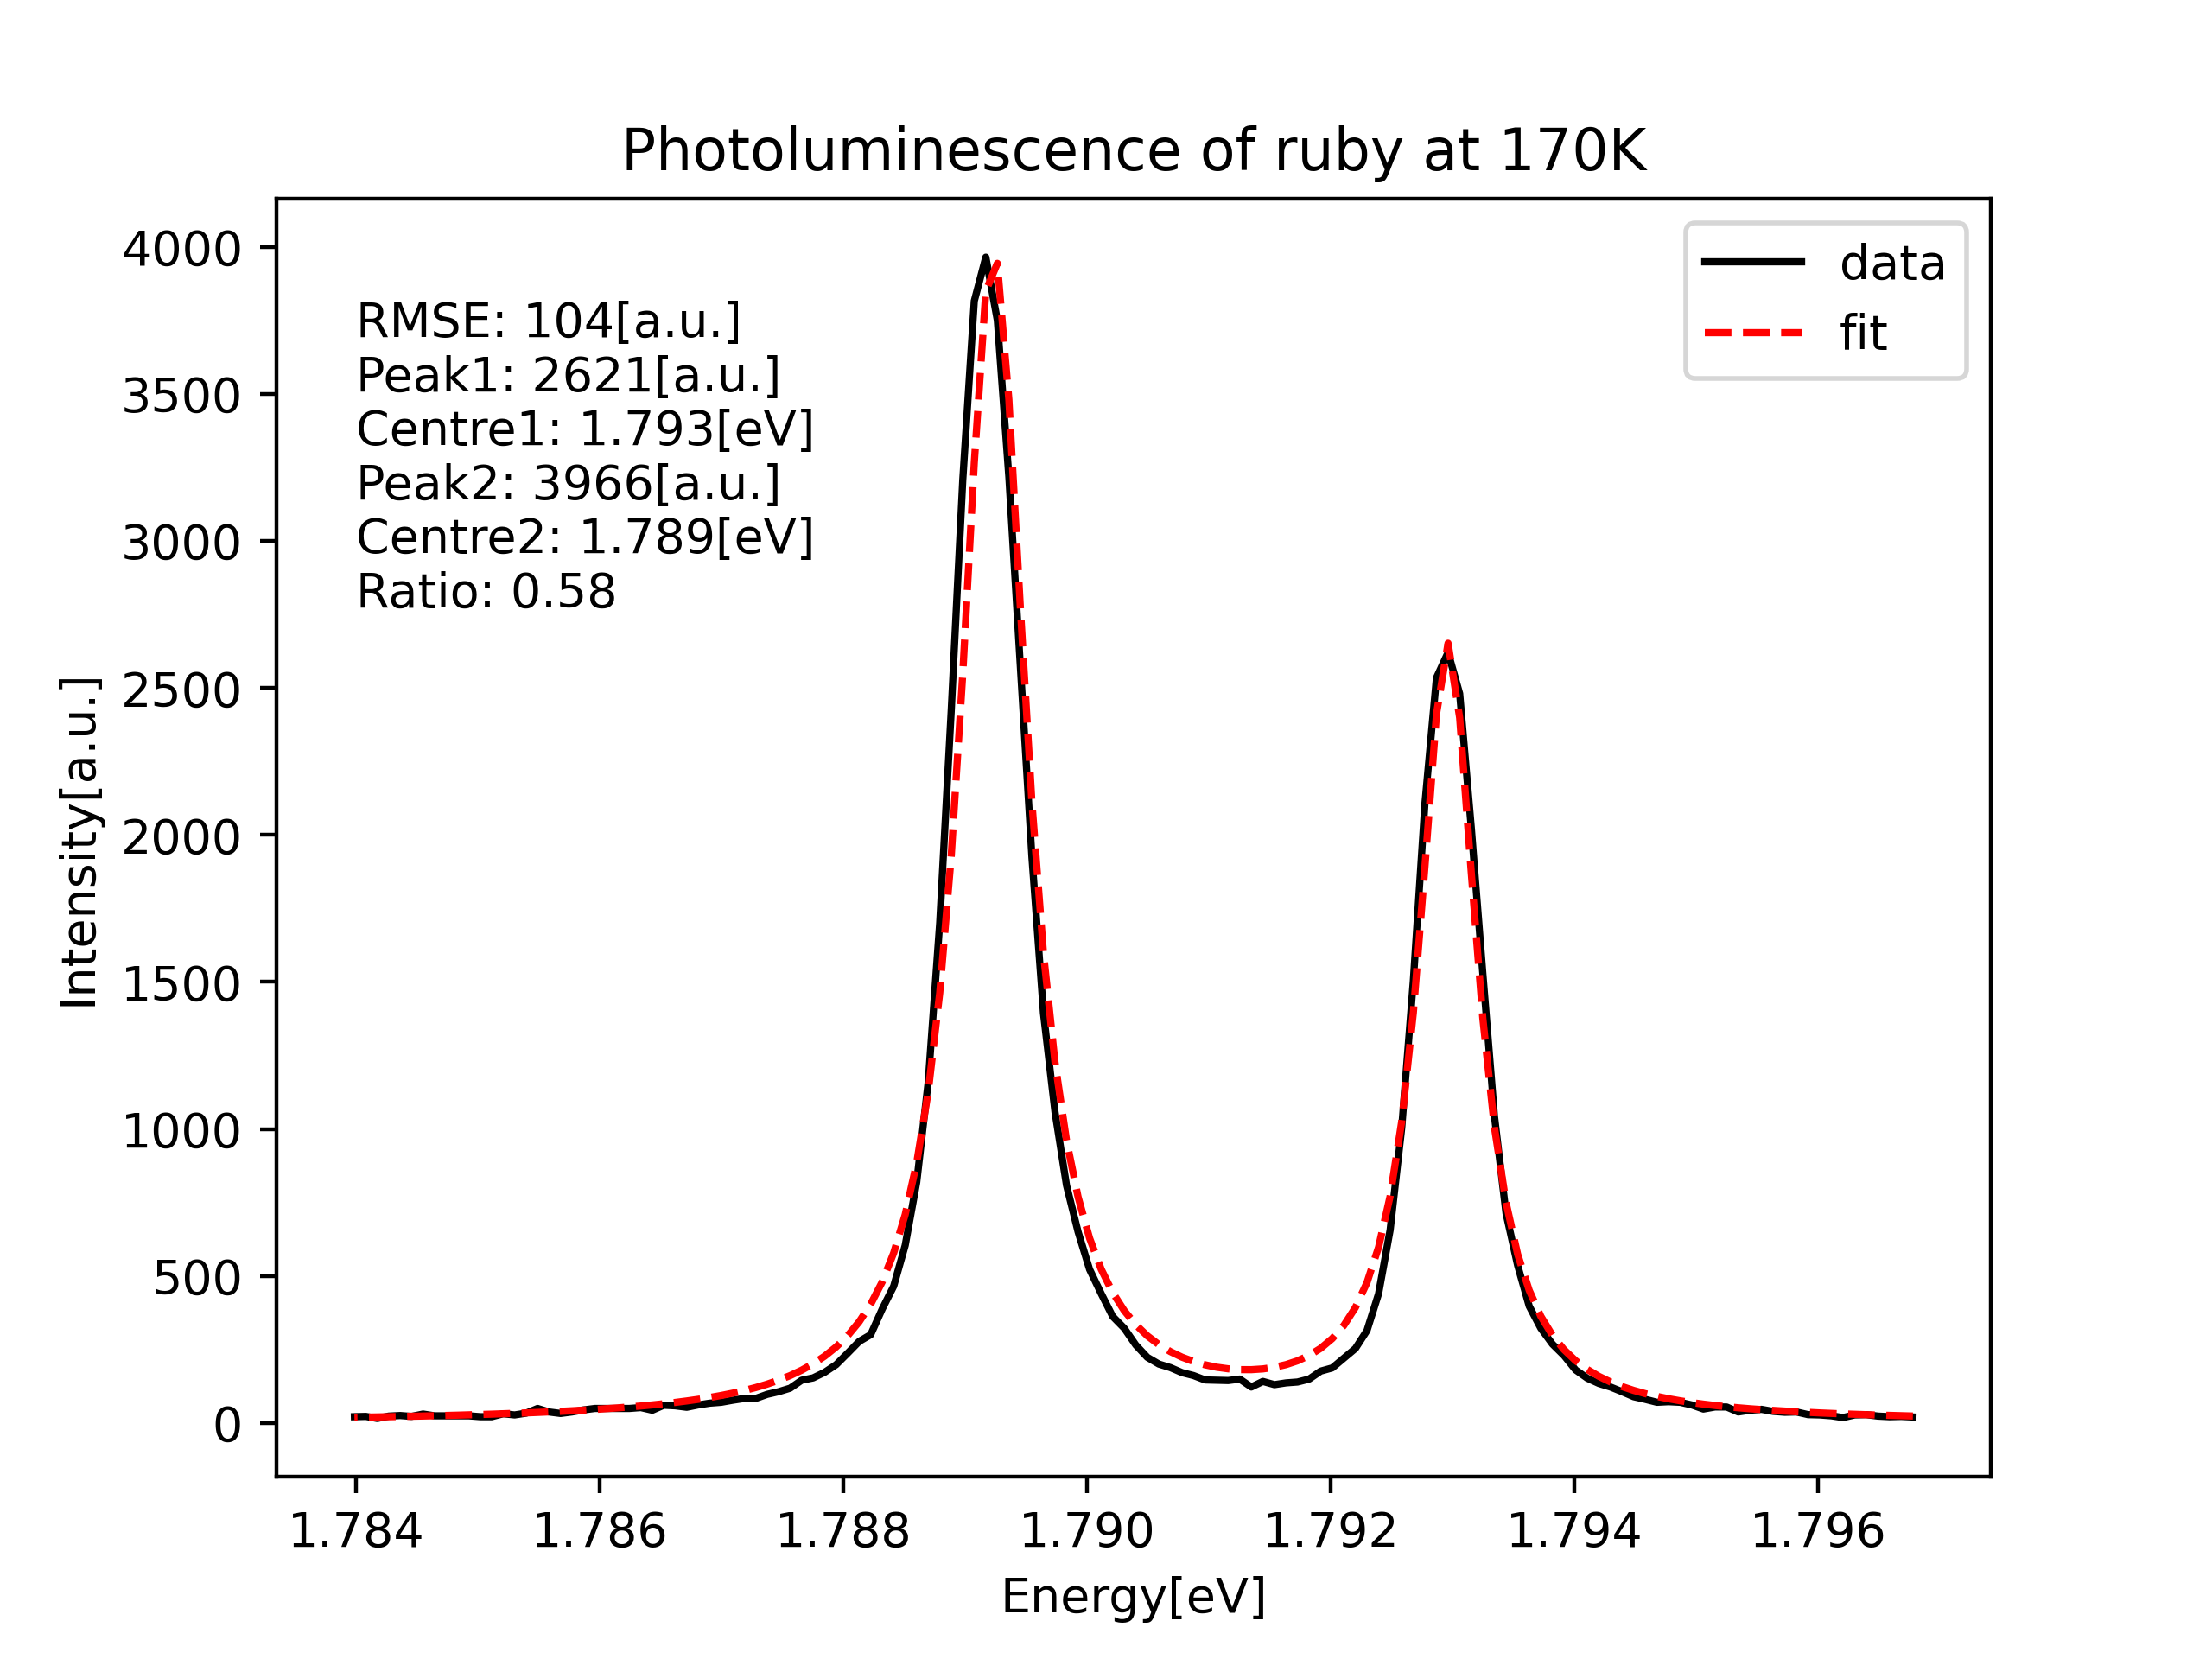 Photoluminescence of ruby at 170K
data
fit
RMSE: 104[a.u.]
Peak1: 2621[a.u.]
Centre1: 1.793[eV]
Peak2: 3966[a.u.]
Centre2: 1.789[eV]
Ratio: 0.58
Intensity[a.u.]
4000
3500
3000
2500
2000
1500
1000
500
0
1.784 1.786 1.788 1.790 1.792 1.794 1.796
Energy[eV]